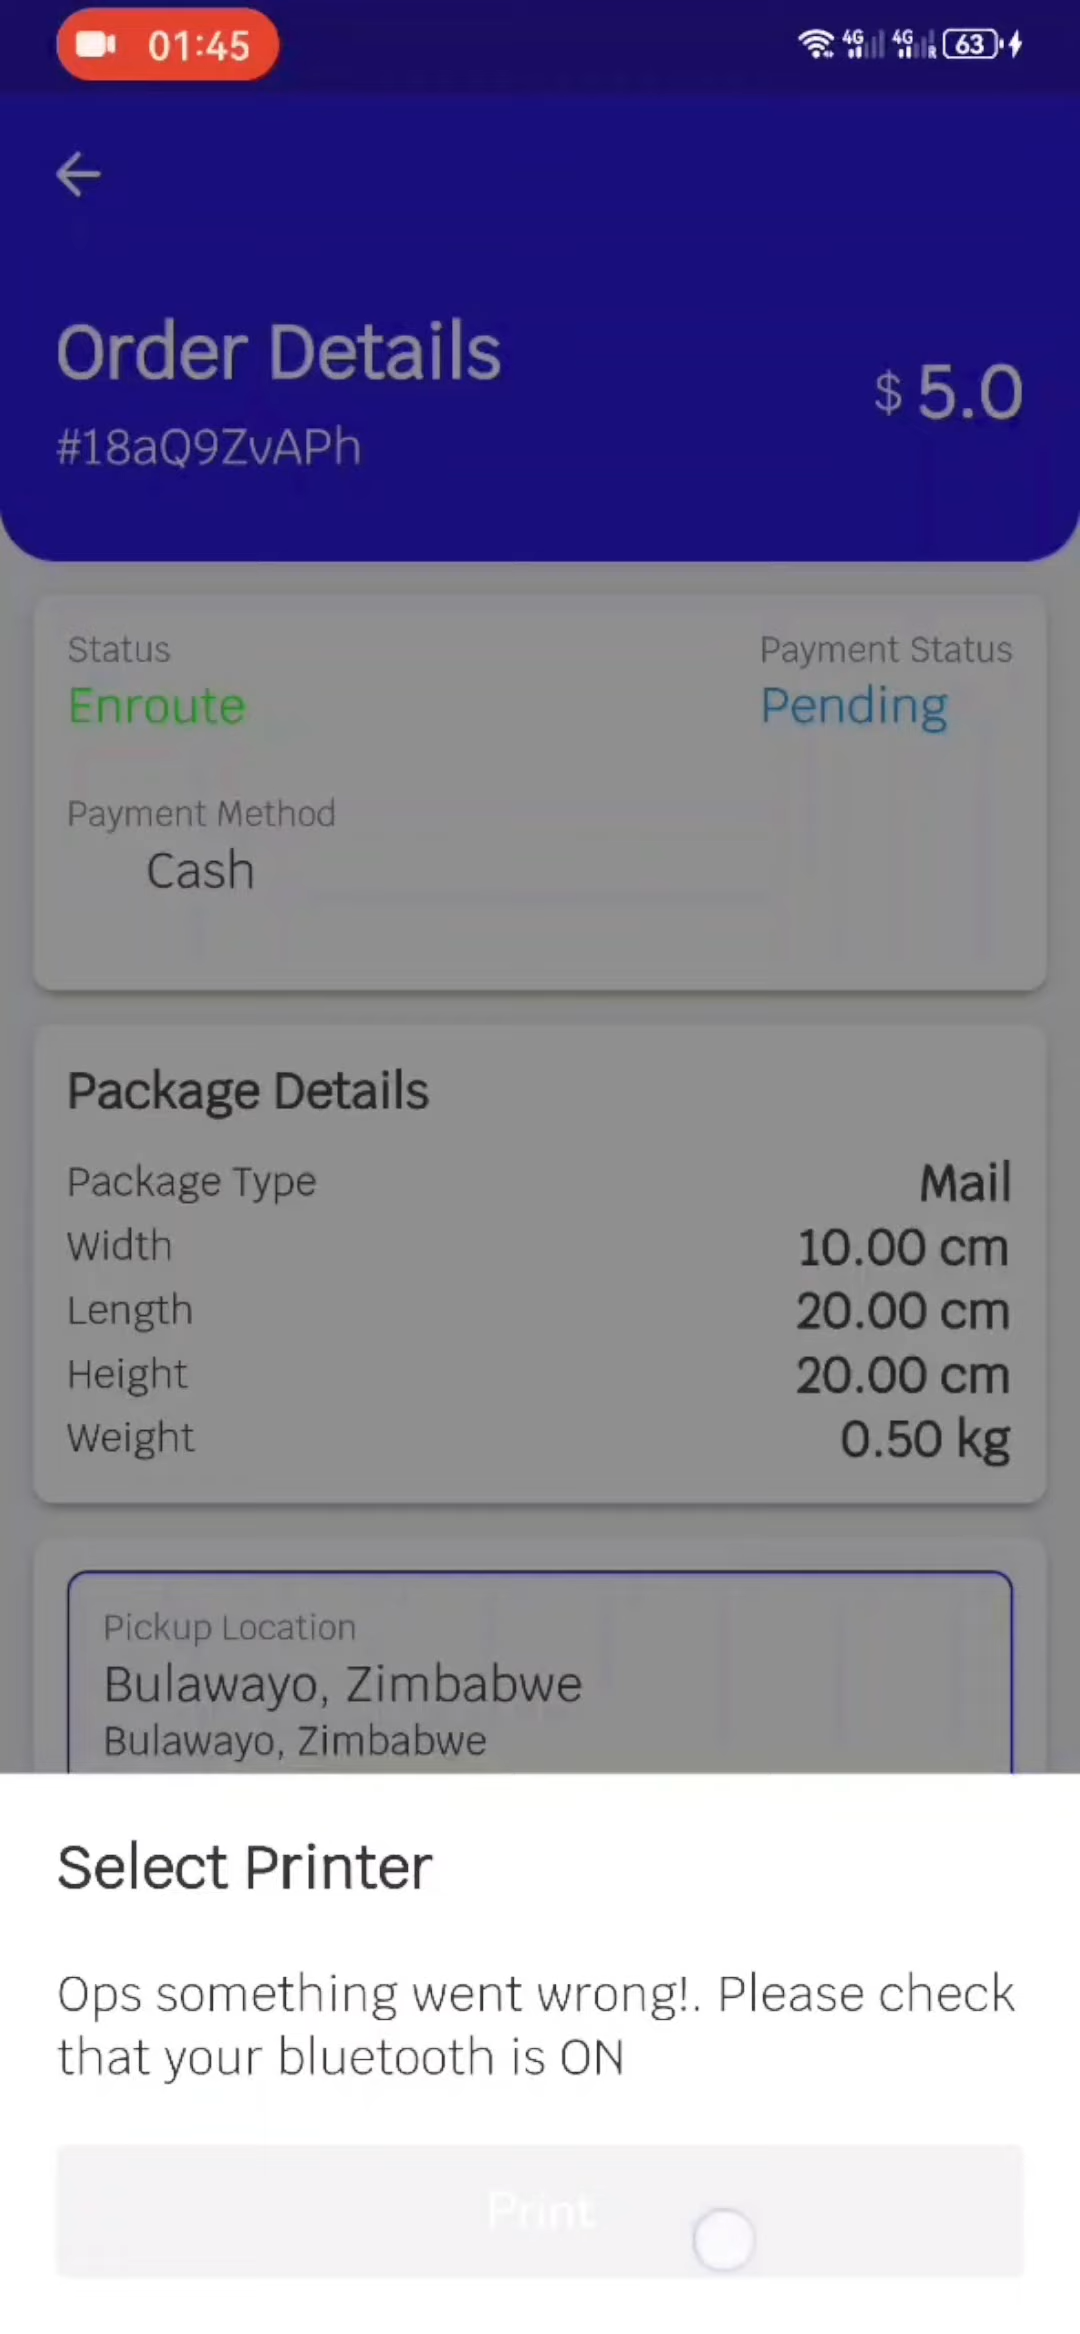 01:45
4G 4G R 63
Order Details
$ 5.0
#18aQ9ZvAPh
Status
Payment Status
Enroute
Pending
Payment Method
Cash
Package Details
Package Type
Mail
Width
10.00 cm
Length
20.00 cm
Height
20.00 cm
Weight
0.50 kg
Pickup Location
Bulawayo, Zimbabwe
Bulawayo, Zimbabwe
Select Printer
Ops something went wrong!. Please check
that your bluetooth is ON
Print